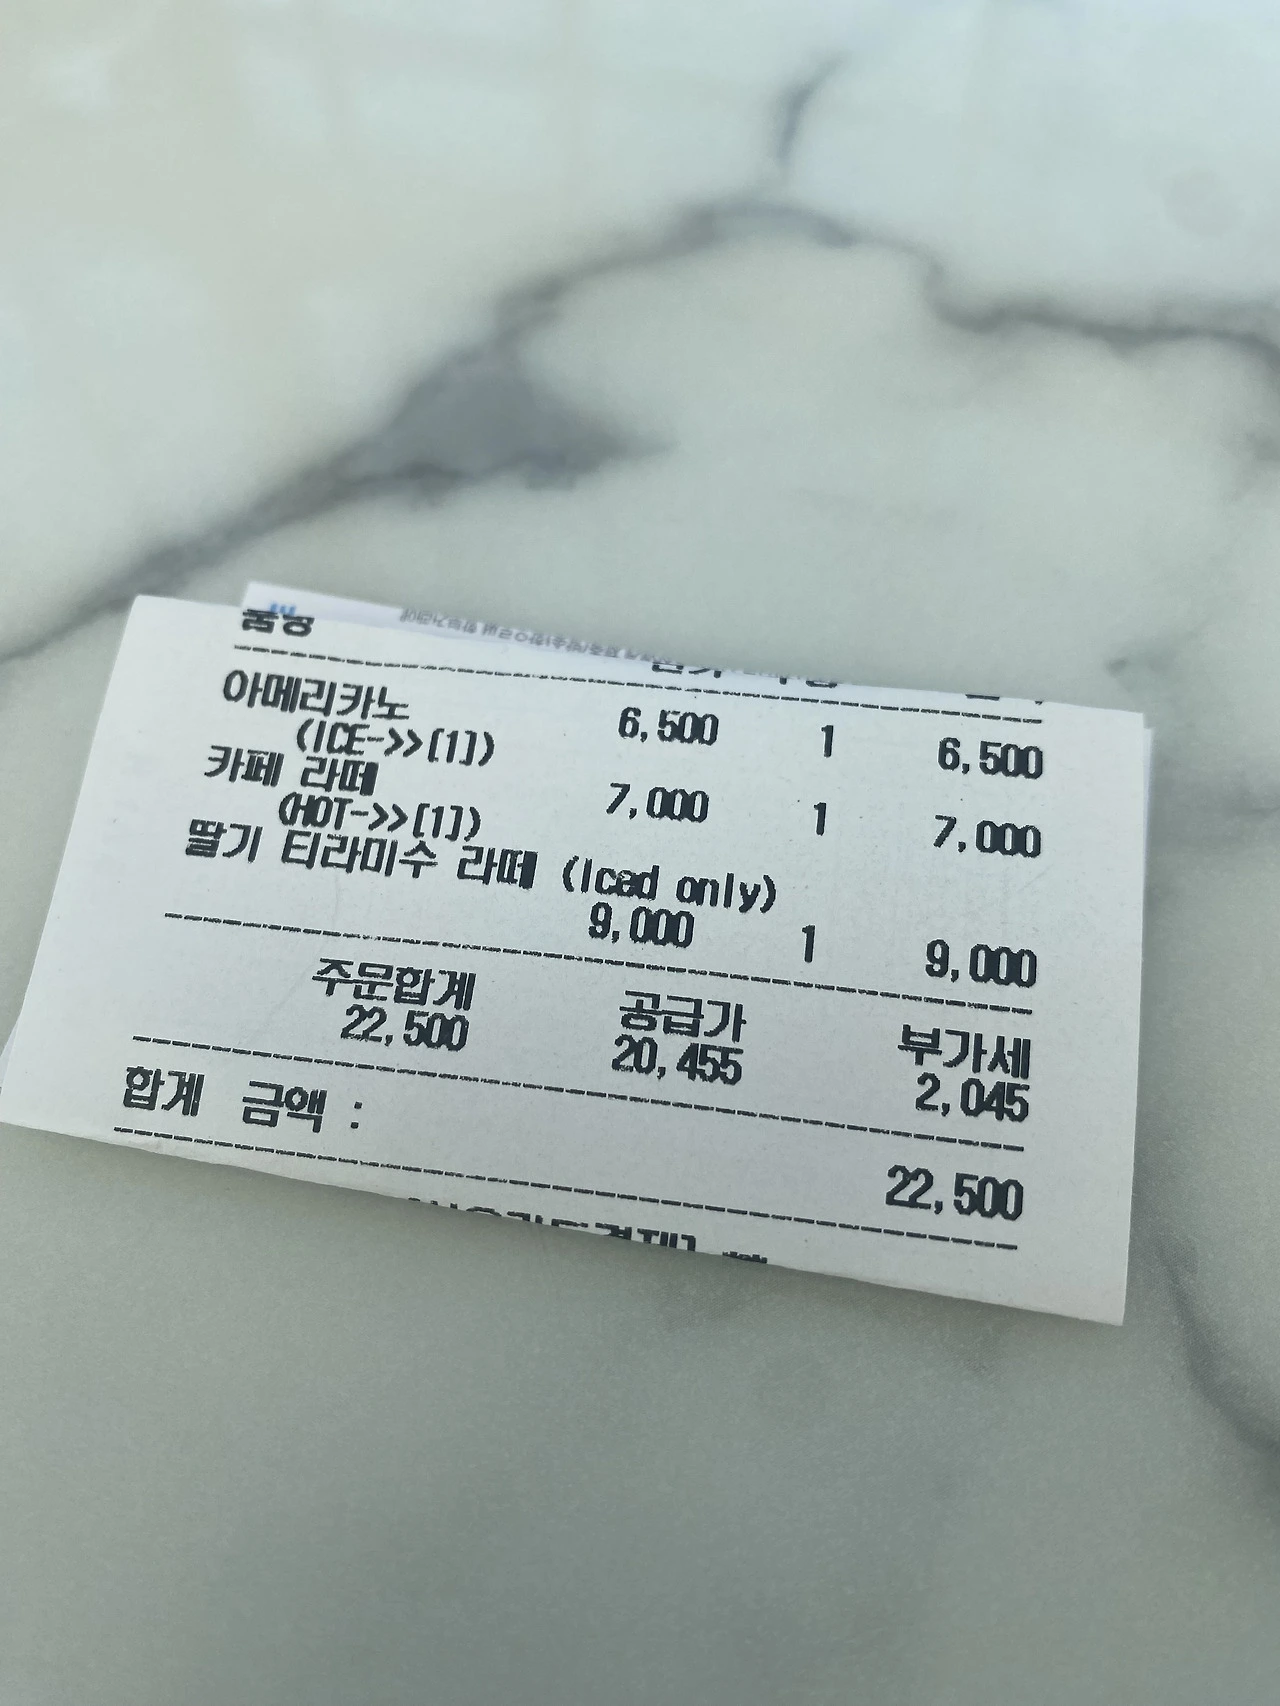 품명
아메리카노 6,500 1 6,500
(ICE->>[1])
카페 라떼 7,000 1 7,000
(HOT->>[1])
딸기 티라미수 라떼 (Iced only)
9,000 1 9,000
주문합계 공급가 부가세
22,500 20,455 2,045
합계 금액 :
22,500